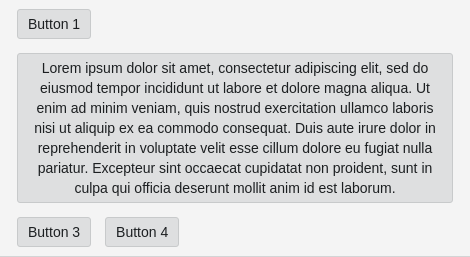 Button 1
Lorem ipsum dolor sit amet, consectetur adipiscing elit, sed do
eiusmod tempor incididunt ut labore et dolore magna aliqua. Ut
enim ad minim veniam, quis nostrud exercitation ullamco laboris
nisi ut aliquip ex ea commodo consequat. Duis aute irure dolor in
reprehenderit in voluptate velit esse cillum dolore eu fugiat nulla
pariatur. Excepteur sint occaecat cupidatat non proident, sunt in
culpa qui officia deserunt mollit anim id est laborum.
Button 3 Button 4